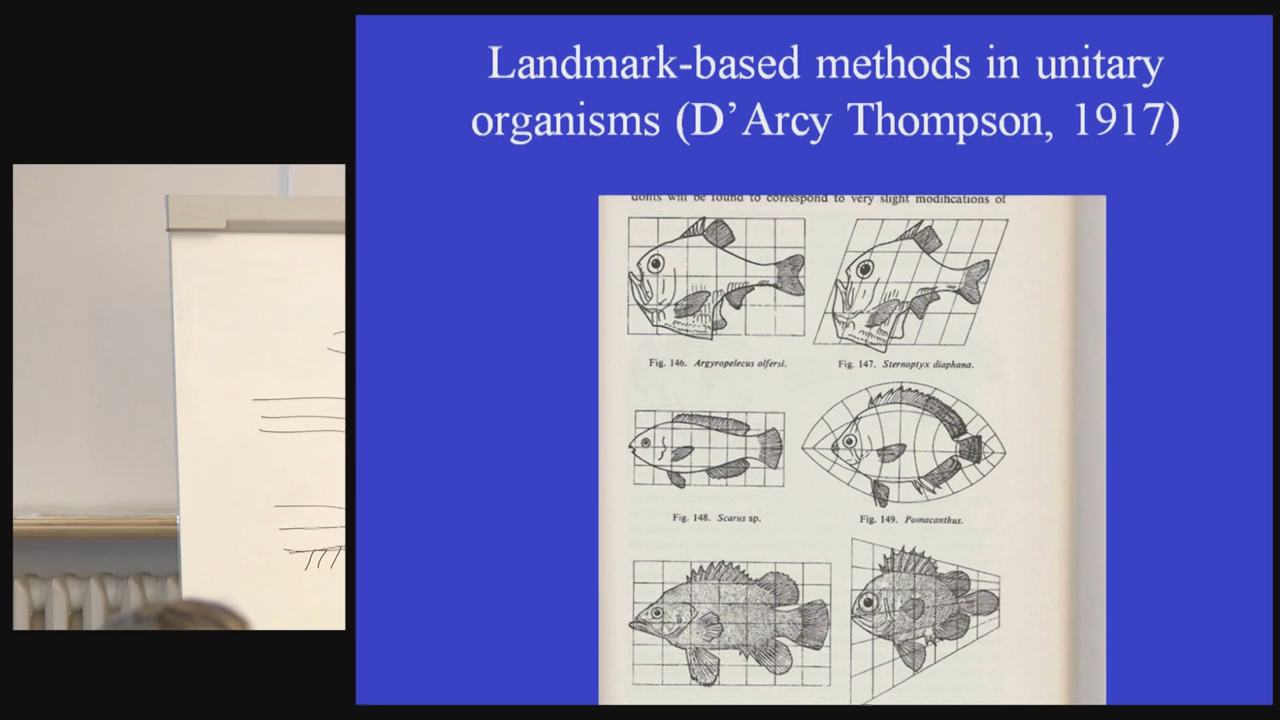 Landmark-based methods in unitary
organisms (D’Arcy Thompson, 1917)
donts will be found to correspond to very slight modifications of
Fig. 146. Argyropelecus olfersi.
Fig. 147. Sternoptyx diaphana.
Fig. 148. Scarus sp.
Fig. 149. Pomacanthus.